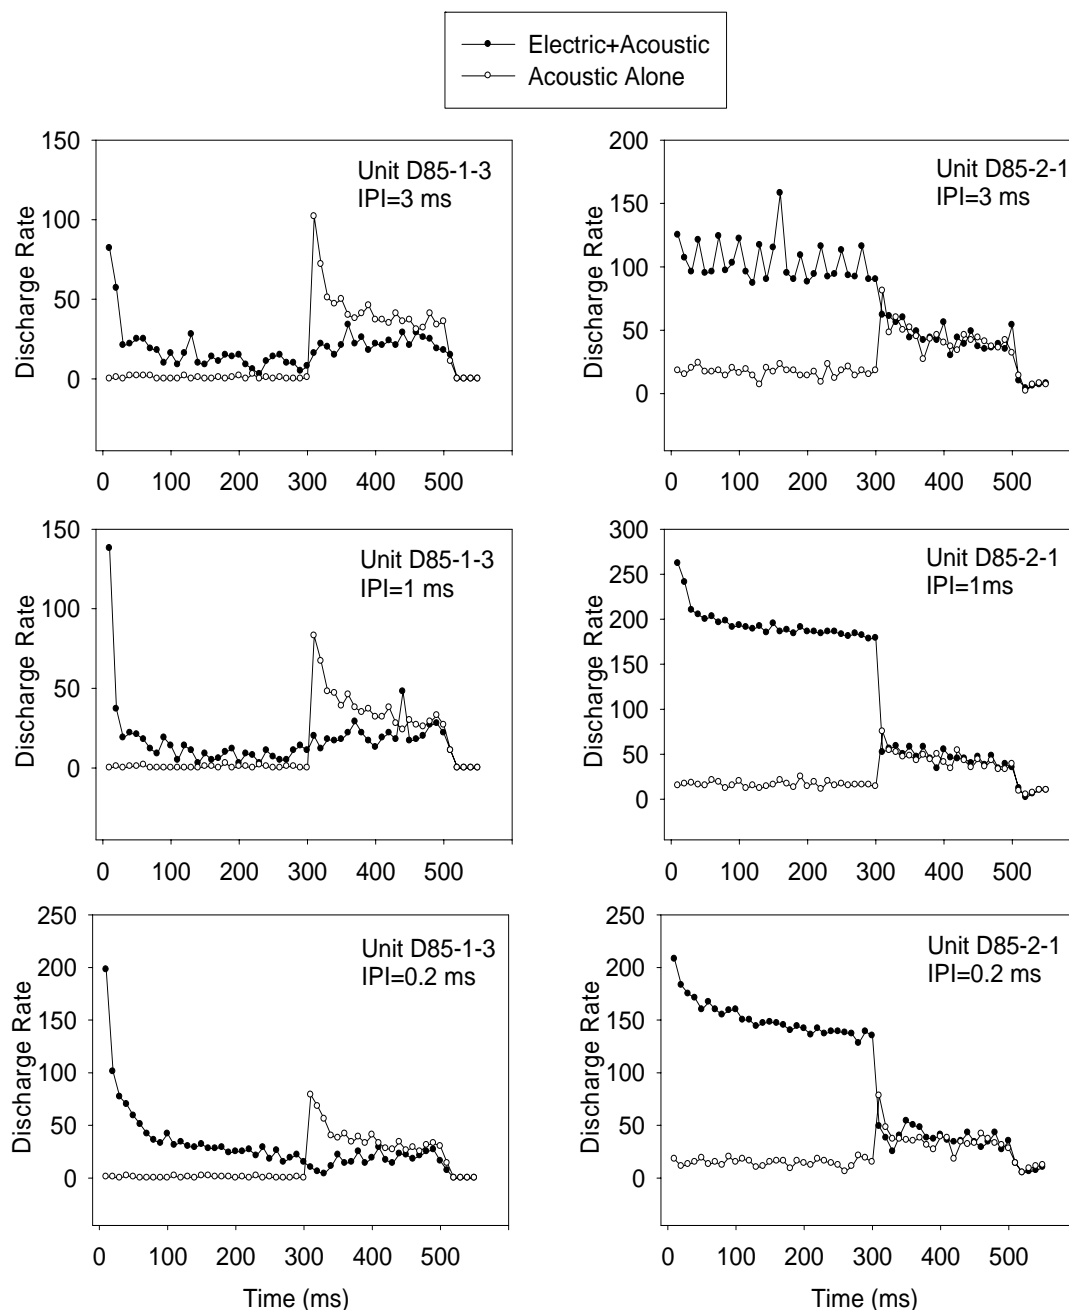 Electric+Acoustic
Acoustic Alone
150
100
50
0
Discharge Rate
Unit D85-1-3
IPI=3 ms
0 100 200 300 400 500
200
150
100
50
0
Discharge Rate
Unit D85-2-1
IPI=3 ms
0 100 200 300 400 500
150
100
50
0
Discharge Rate
Unit D85-1-3
IPI=1 ms
0 100 200 300 400 500
300
250
200
150
100
50
0
Discharge Rate
Unit D85-2-1
IPI=1ms
0 100 200 300 400 500
250
200
150
100
50
0
Discharge Rate
Unit D85-1-3
IPI=0.2 ms
0 100 200 300 400 500
Time (ms)
250
200
150
100
50
0
Discharge Rate
Unit D85-2-1
IPI=0.2 ms
0 100 200 300 400 500
Time (ms)